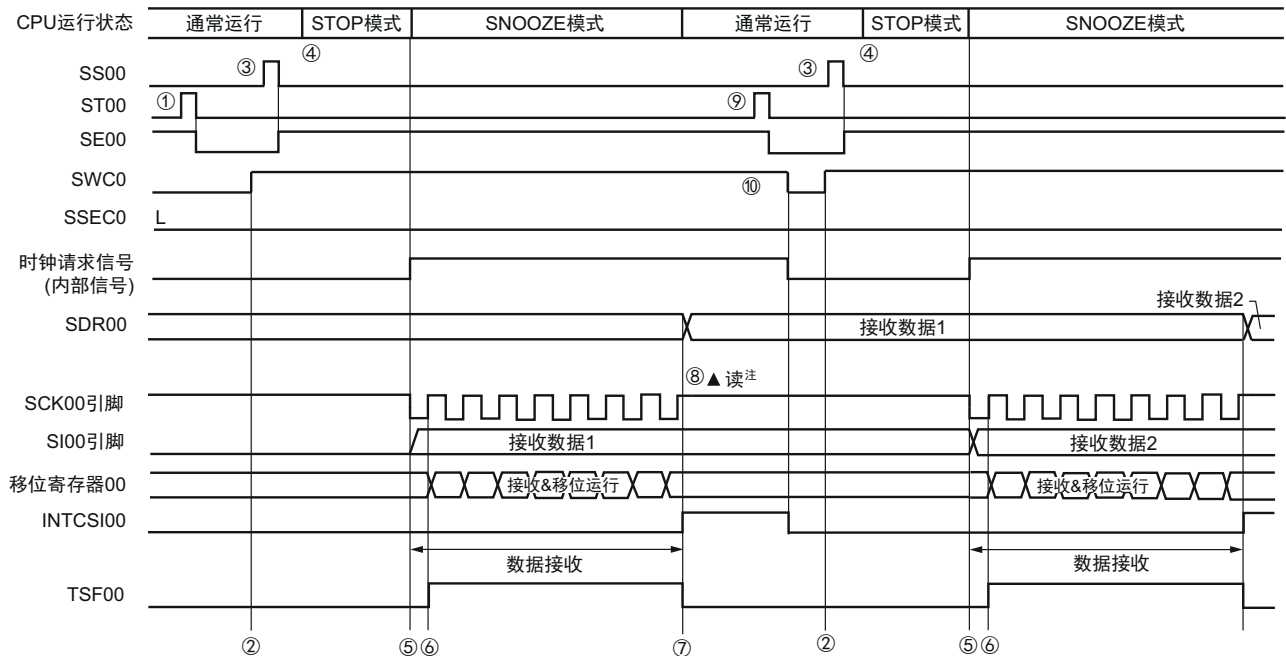 CPU运行状态 通常运行 STOP模式 SNOOZE模式 通常运行 STOP模式 SNOOZE模式
SS00 ③ ④ ③ ④
ST00 ① ⑨
SE00
SWC0 ⑩
SSEC0 L
时钟请求信号
(内部信号)
接收数据2
SDR00 接收数据1
⑧▲读注
SCK00引脚
SI00引脚 接收数据1 接收数据2
移位寄存器00 接收&移位运行 接收&移位运行
INTCSI00
数据接收 数据接收
TSF00
② ⑤⑥ ⑦ ② ⑤⑥